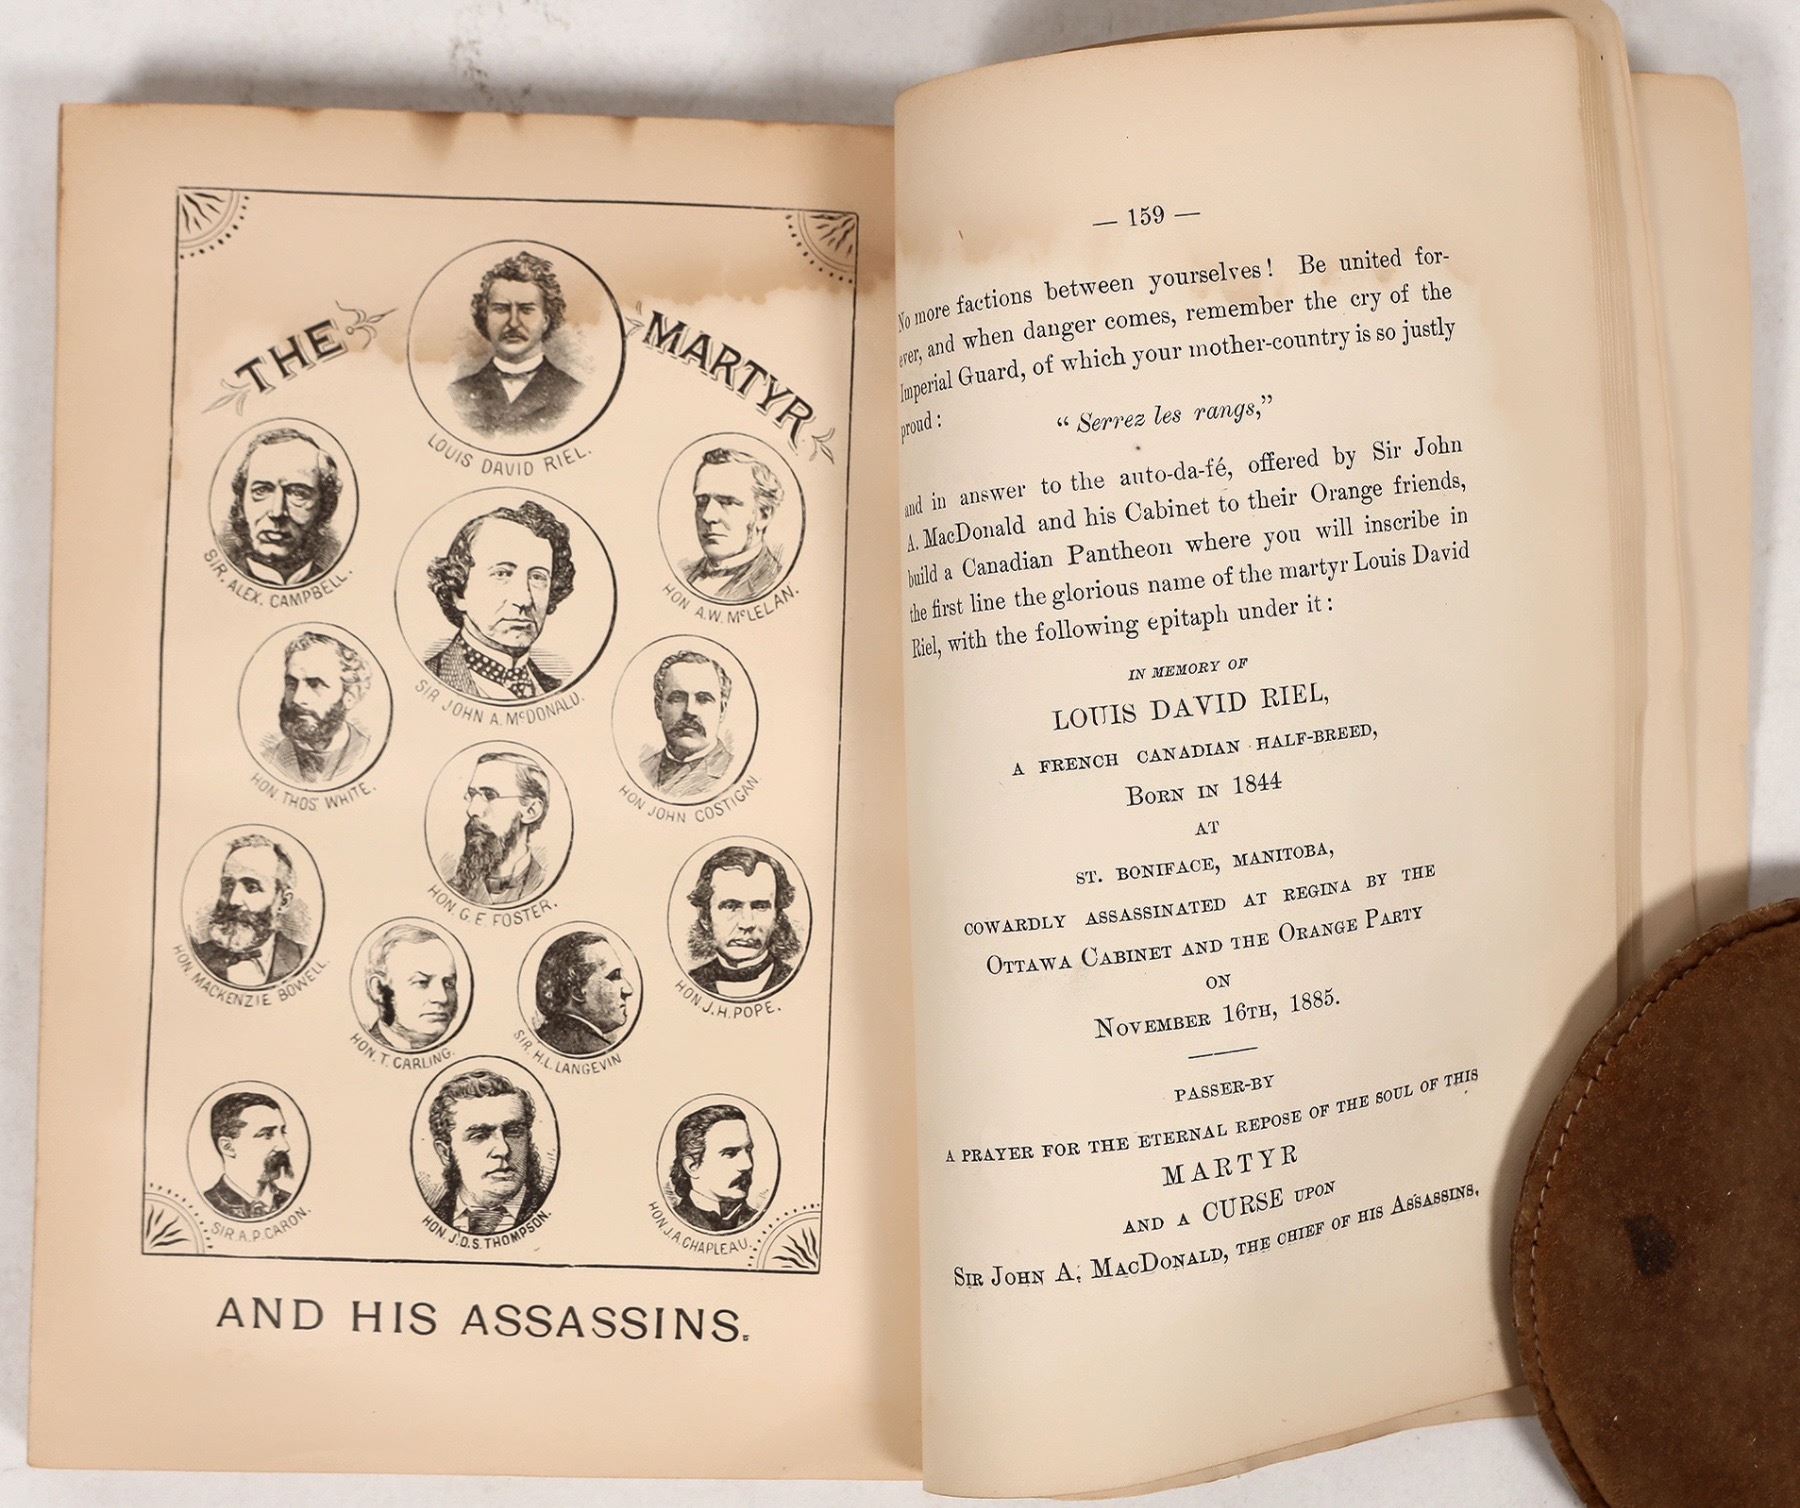 THE MARTYR
LOUIS DAVID RIEL.
SIR. ALEX. CAMPBELL.
HON A.W. McLELAN.
SIR JOHN A. McDONALD.
HON. THOS' WHITE.
HON JOHN COSTIGAN.
HON. G. E. FOSTER.
HON MACKENZIE BOWELL.
HON. J. H. POPE.
HON. T. CARLING.
SIR. H. L. LANGEVIN
SIR A. P. CARON.
HON. J. D. S. THOMPSON.
HON. J. A. CHAPLEAU.
AND HIS ASSASSINS.
— 159 —
No more factions between yourselves! Be united for-
ever, and when danger comes, remember the cry of the
Imperial Guard, of which your mother-country is so justly
proud:
“ Serrez les rangs,”
and in answer to the auto-da-fé, offered by Sir John
A. MacDonald and his Cabinet to their Orange friends,
build a Canadian Pantheon where you will inscribe in
the first line the glorious name of the martyr Louis David
Riel, with the following epitaph under it:
IN MEMORY OF
LOUIS DAVID RIEL,
A FRENCH CANADIAN HALF-BREED,
BORN IN 1844
AT
ST. BONIFACE, MANITOBA,
COWARDLY ASSASSINATED AT REGINA BY THE
OTTAWA CABINET AND THE ORANGE PARTY
ON
NOVEMBER 16TH, 1885.
PASSER-BY
A PRAYER FOR THE ETERNAL REPOSE OF THE SOUL OF THIS
MARTYR
AND A CURSE UPON
SIR JOHN A. MACDONALD, THE CHIEF OF HIS ASSASSINS.